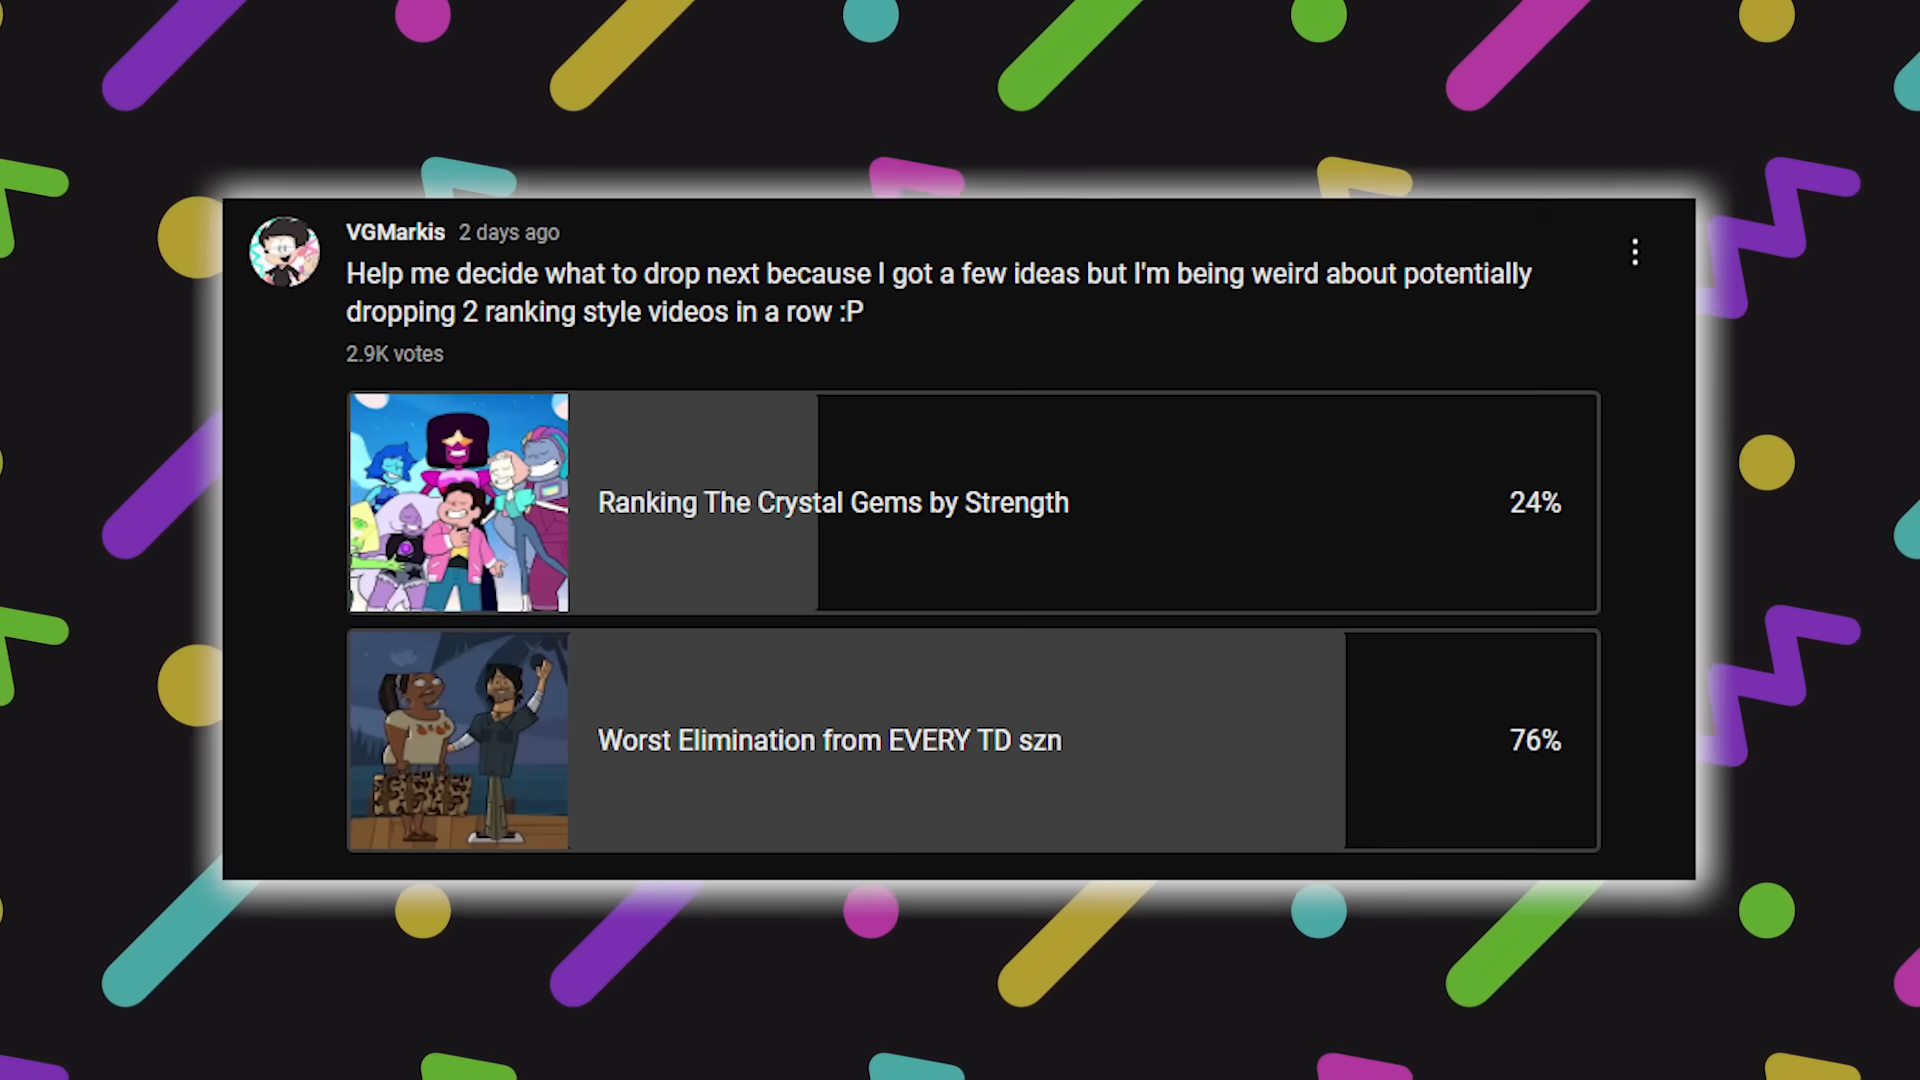 VGMarkis 2 days ago
Help me decide what to drop next because I got a few ideas but I'm being weird about potentially
dropping 2 ranking style videos in a row :P
2.9K votes
Ranking The Crystal Gems by Strength 24%
Worst Elimination from EVERY TD szn 76%